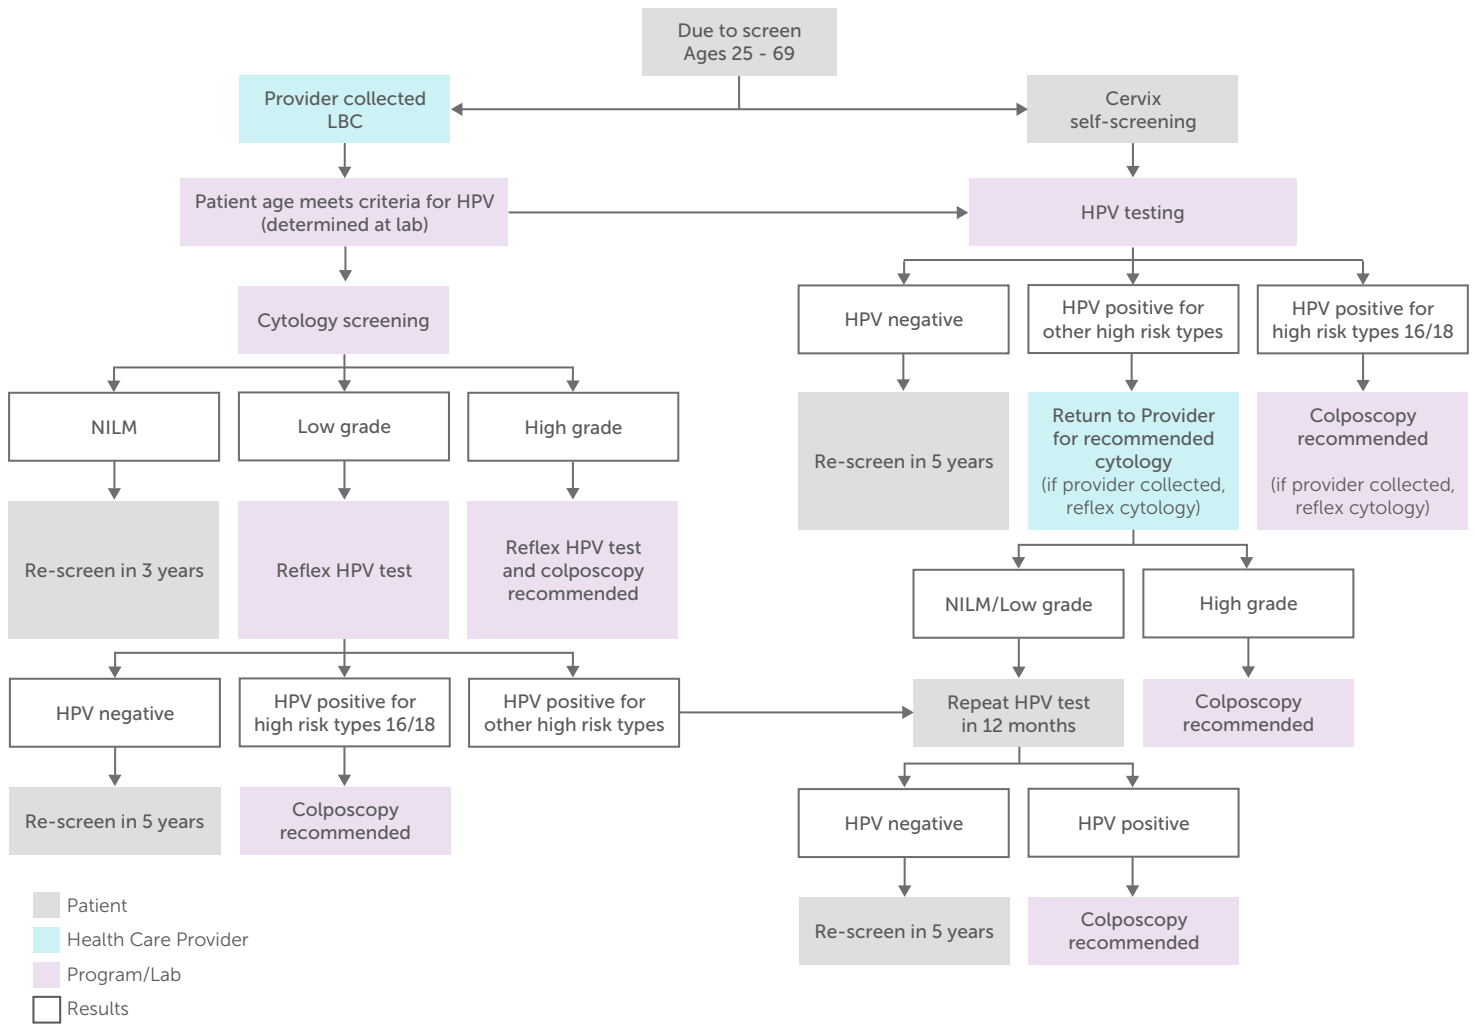 Due to screen
Ages 25 - 69
Provider collected
LBC
Cervix
self-screening
Patient age meets criteria for HPV
(determined at lab)
HPV testing
Cytology screening
HPV negative
HPV positive for
other high risk types
HPV positive for
high risk types 16/18
NILM
Low grade
High grade
Re-screen in 5 years
Return to Provider
for recommended
cytology
(if provider collected,
reflex cytology)
Colposcopy
recommended
(if provider collected,
reflex cytology)
Re-screen in 3 years
Reflex HPV test
Reflex HPV test
and colposcopy
recommended
NILM/Low grade
High grade
HPV negative
HPV positive for
high risk types 16/18
HPV positive for
other high risk types
Repeat HPV test
in 12 months
Colposcopy
recommended
Re-screen in 5 years
Colposcopy
recommended
HPV negative
HPV positive
Re-screen in 5 years
Colposcopy
recommended
Patient
Health Care Provider
Program/Lab
Results